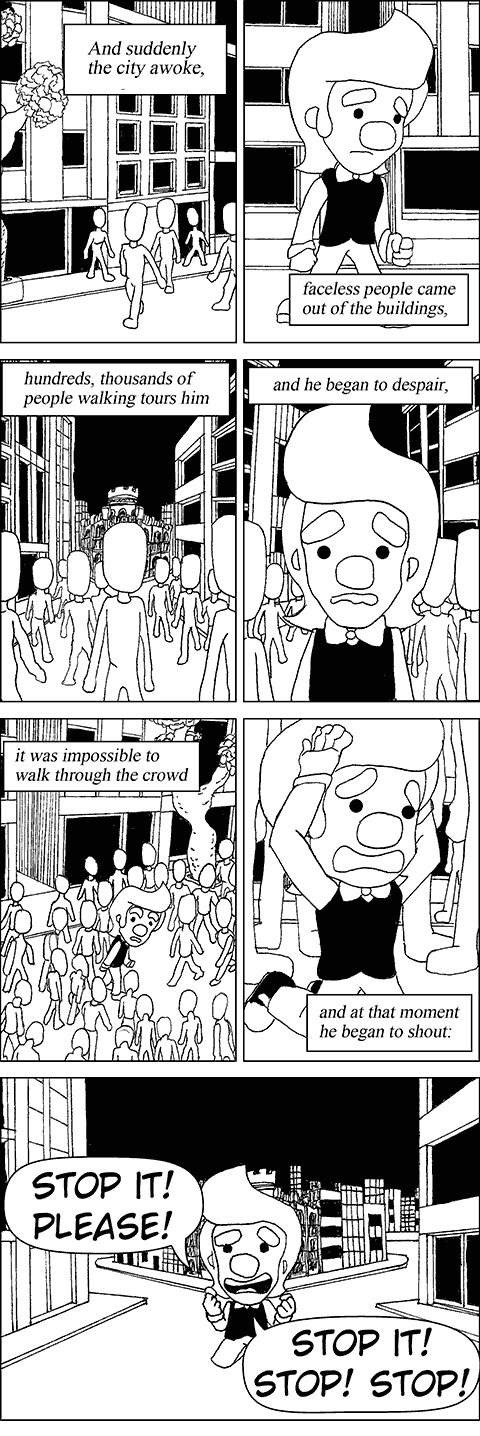 And suddenly
the city awoke,
faceless people came
out of the buildings,
hundreds, thousands of
people walking tours him
and he began to despair,
it was impossible to
walk through the crowd
and at that moment
he began to shout:
STOP IT!
PLEASE!
STOP IT!
STOP! STOP!